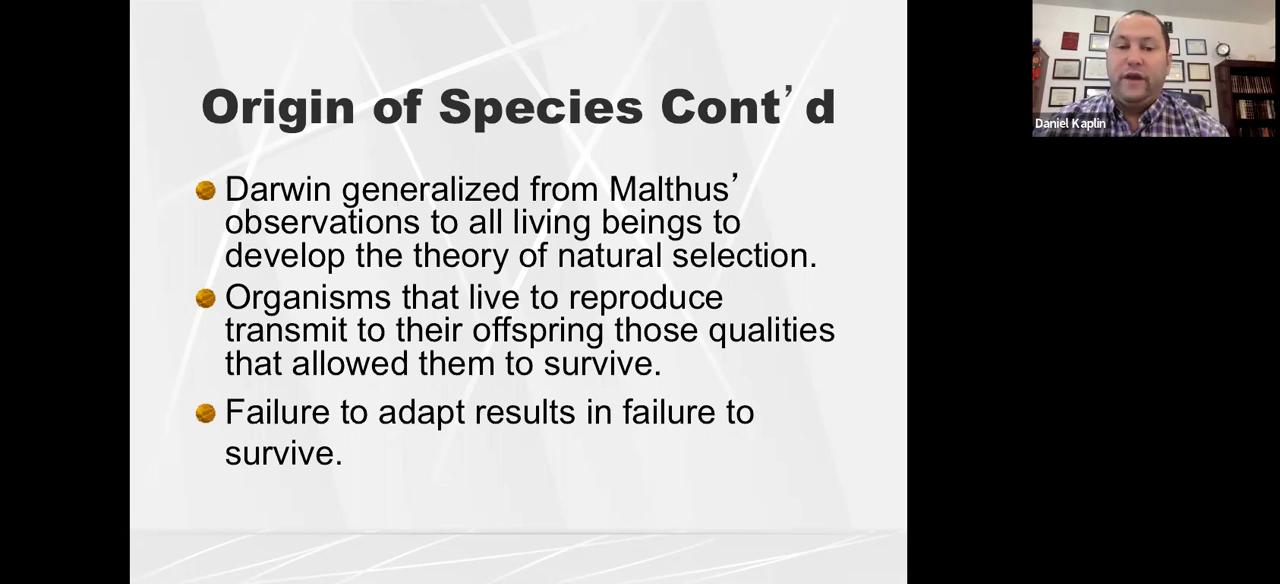 Origin of Species Cont’d
Darwin generalized from Malthus’
observations to all living beings to
develop the theory of natural selection.
Organisms that live to reproduce
transmit to their offspring those qualities
that allowed them to survive.
Failure to adapt results in failure to
survive.
Daniel Kaplin